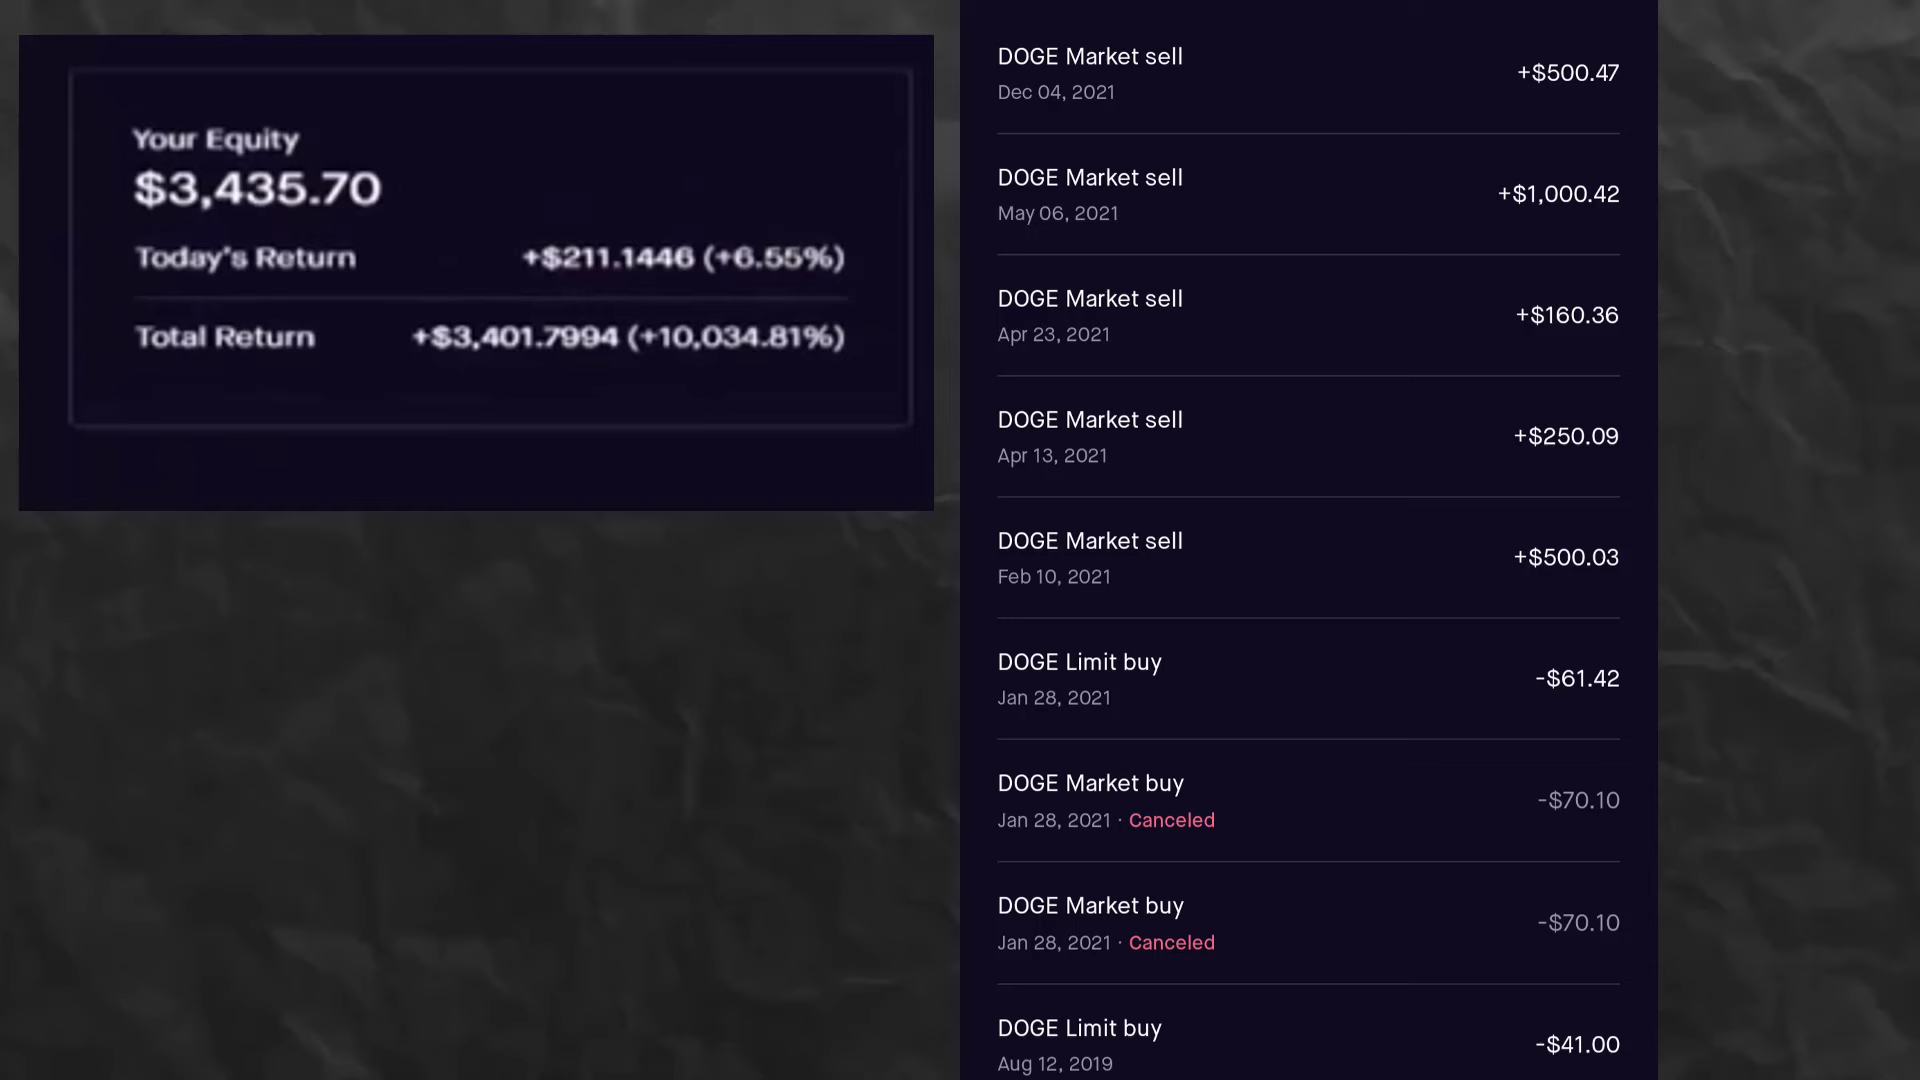 Your Equity
$3,435.70
Today's Return +$211.1446 (+6.55%)
Total Return +$3,401.7994 (+10,034.81%)
DOGE Market sell
Dec 04, 2021
+$500.47
DOGE Market sell
May 06, 2021
+$1,000.42
DOGE Market sell
Apr 23, 2021
+$160.36
DOGE Market sell
Apr 13, 2021
+$250.09
DOGE Market sell
Feb 10, 2021
+$500.03
DOGE Limit buy
Jan 28, 2021
-$61.42
DOGE Market buy
Jan 28, 2021 · Canceled
-$70.10
DOGE Market buy
Jan 28, 2021 · Canceled
-$70.10
DOGE Limit buy
Aug 12, 2019
-$41.00